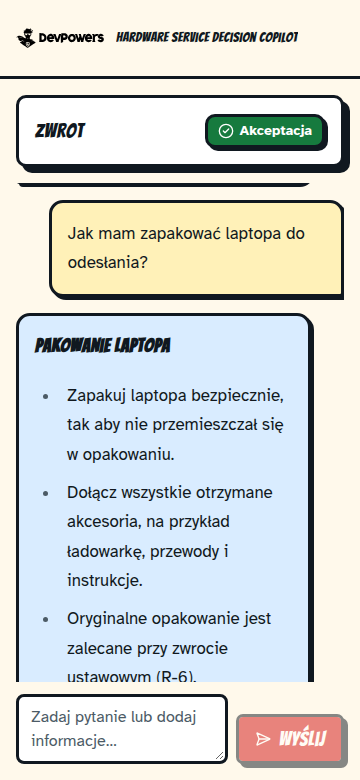 DEVPOWERS HARDWARE SERVICE DECISION COPILOT
ZWROT
Akceptacja
Jak mam zapakować laptopa do
odesłania?
PAKOWANIE LAPTOPA
• Zapakuj laptopa bezpiecznie,
tak aby nie przemieszczał się
w opakowaniu.
• Dołącz wszystkie otrzymane
akcesoria, na przykład
ładowarkę, przewody i
instrukcje.
• Oryginalne opakowanie jest
zalecane przy zwrocie
ustawowym (R-6).
Zadaj pytanie lub dodaj
informacje...
WYŚLIJ